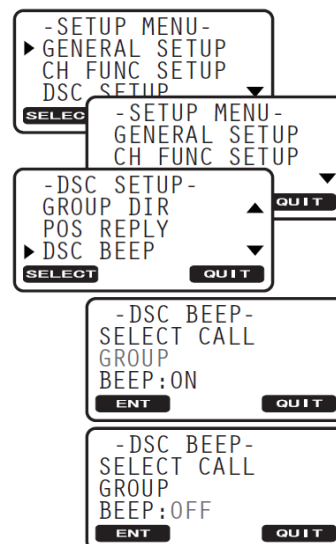 -SETUP MENU-
GENERAL SETUP
CH FUNC SETUP
DSC SETUP
SELEC
-SETUP MENU-
GENERAL SETUP
CH FUNC SETUP
QUIT
-DSC SETUP-
GROUP DIR
POS REPLY
DSC BEEP
SELECT QUIT
-DSC BEEP-
SELECT CALL
GROUP
BEEP:ON
ENT QUIT
-DSC BEEP-
SELECT CALL
GROUP
BEEP:OFF
ENT QUIT